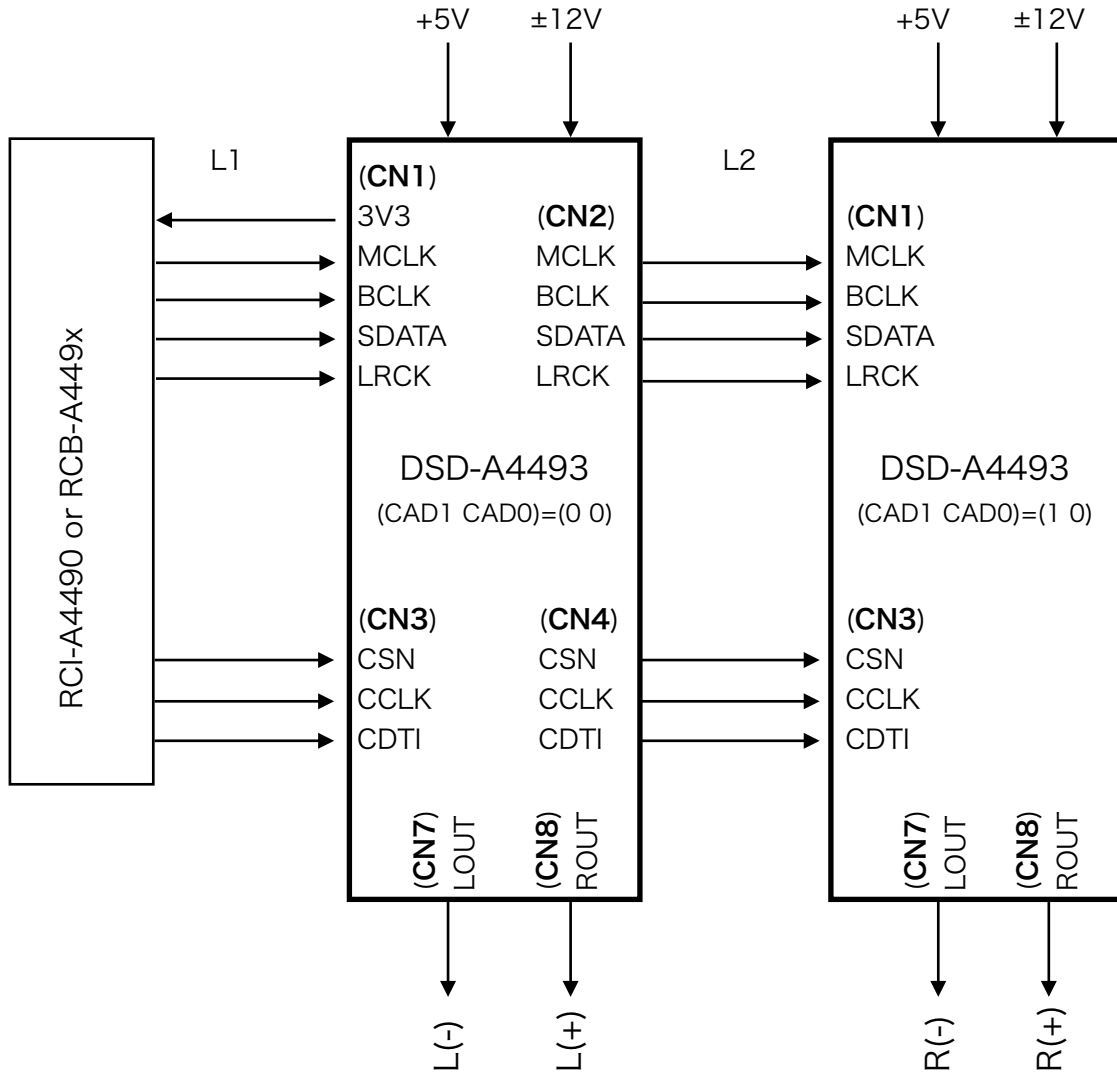 +5V
±12V
+5V
±12V
L1
L2
RCI-A4490 or RCB-A449x
(CN1)
3V3
MCLK
BCLK
SDATA
LRCK
(CN2)
MCLK
BCLK
SDATA
LRCK
DSD-A4493
(CAD1 CAD0)=(0 0)
(CN3)
CSN
CCLK
CDTI
(CN4)
CSN
CCLK
CDTI
(CN7)
LOUT
(CN8)
ROUT
L(-)
L(+)
(CN1)
MCLK
BCLK
SDATA
LRCK
DSD-A4493
(CAD1 CAD0)=(1 0)
(CN3)
CSN
CCLK
CDTI
(CN7)
LOUT
(CN8)
ROUT
R(-)
R(+)